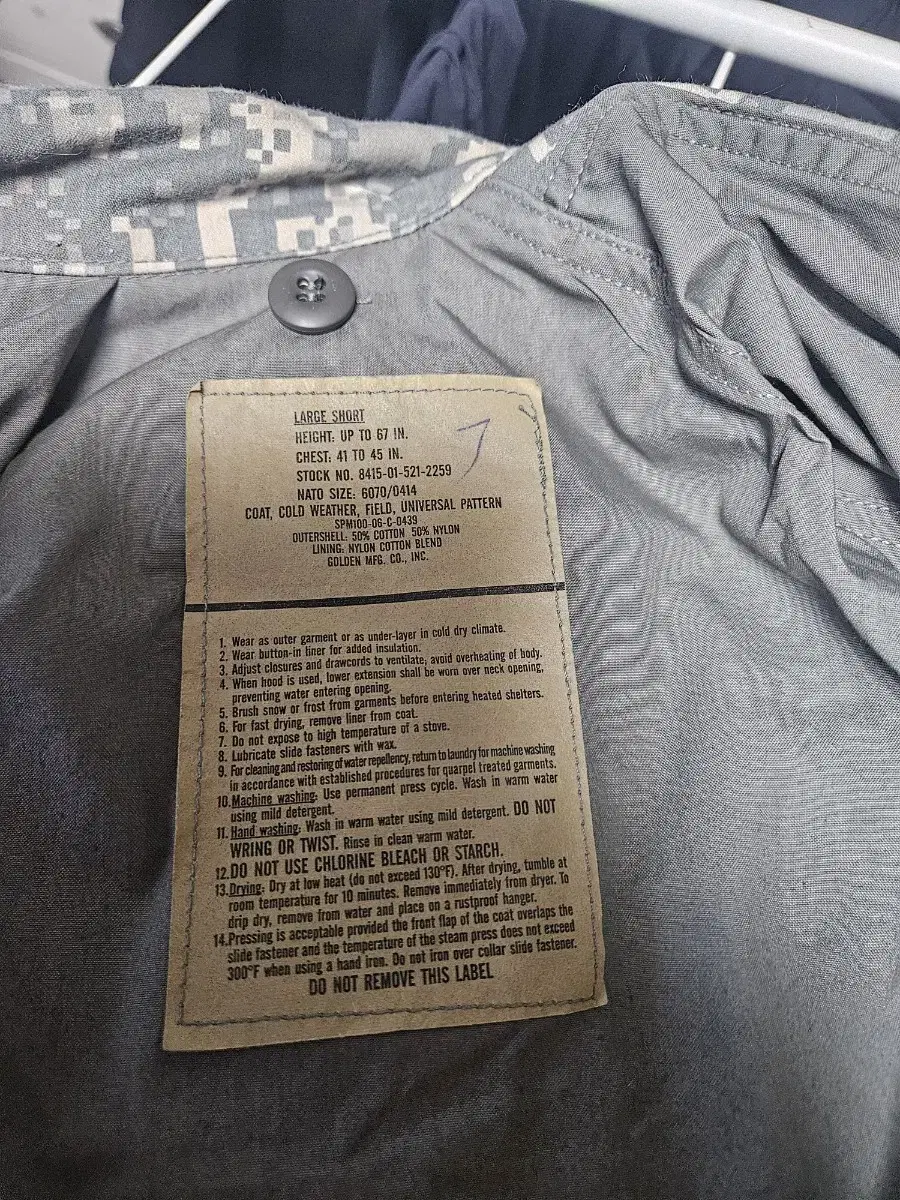 LARGE SHORT
HEIGHT: UP TO 67 IN.
CHEST: 41 TO 45 IN.
STOCK NO. 8415-01-521-2259
NATO SIZE: 6070/0414
COAT, COLD WEATHER, FIELD, UNIVERSAL PATTERN
SPM100-06-C-0439
OUTERSHELL: 50% COTTON 50% NYLON
LINING: NYLON COTTON BLEND
GOLDEN MFG. CO., INC.
1. Wear as outer garment or as under-layer in cold dry climate.
2. Wear button-in liner for added insulation.
3. Adjust closures and drawcords to ventilate; avoid overheating of body.
4. When hood is used, lower extension shall be worn over neck opening,
preventing water entering opening.
5. Brush snow or frost from garments before entering heated shelters.
6. For fast drying, remove liner from coat.
7. Do not expose to high temperature of a stove.
8. Lubricate slide fasteners with wax.
9. For cleaning and restoring of water repellency, return to laundry for machine washing
in accordance with established procedures for quarpel treated garments.
10. Machine washing: Use permanent press cycle. Wash in warm water
using mild detergent.
11. Hand washing: Wash in warm water using mild detergent. DO NOT
WRING OR TWIST. Rinse in clean warm water.
12. DO NOT USE CHLORINE BLEACH OR STARCH.
13. Drying: Dry at low heat (do not exceed 130°F). After drying, tumble at
room temperature for 10 minutes. Remove immediately from dryer. To
drip dry, remove from water and place on a rustproof hanger.
14. Pressing is acceptable provided the front flap of the coat overlaps the
slide fastener and the temperature of the steam press does not exceed
300°F when using a hand iron. Do not iron over collar slide fastener.
DO NOT REMOVE THIS LABEL